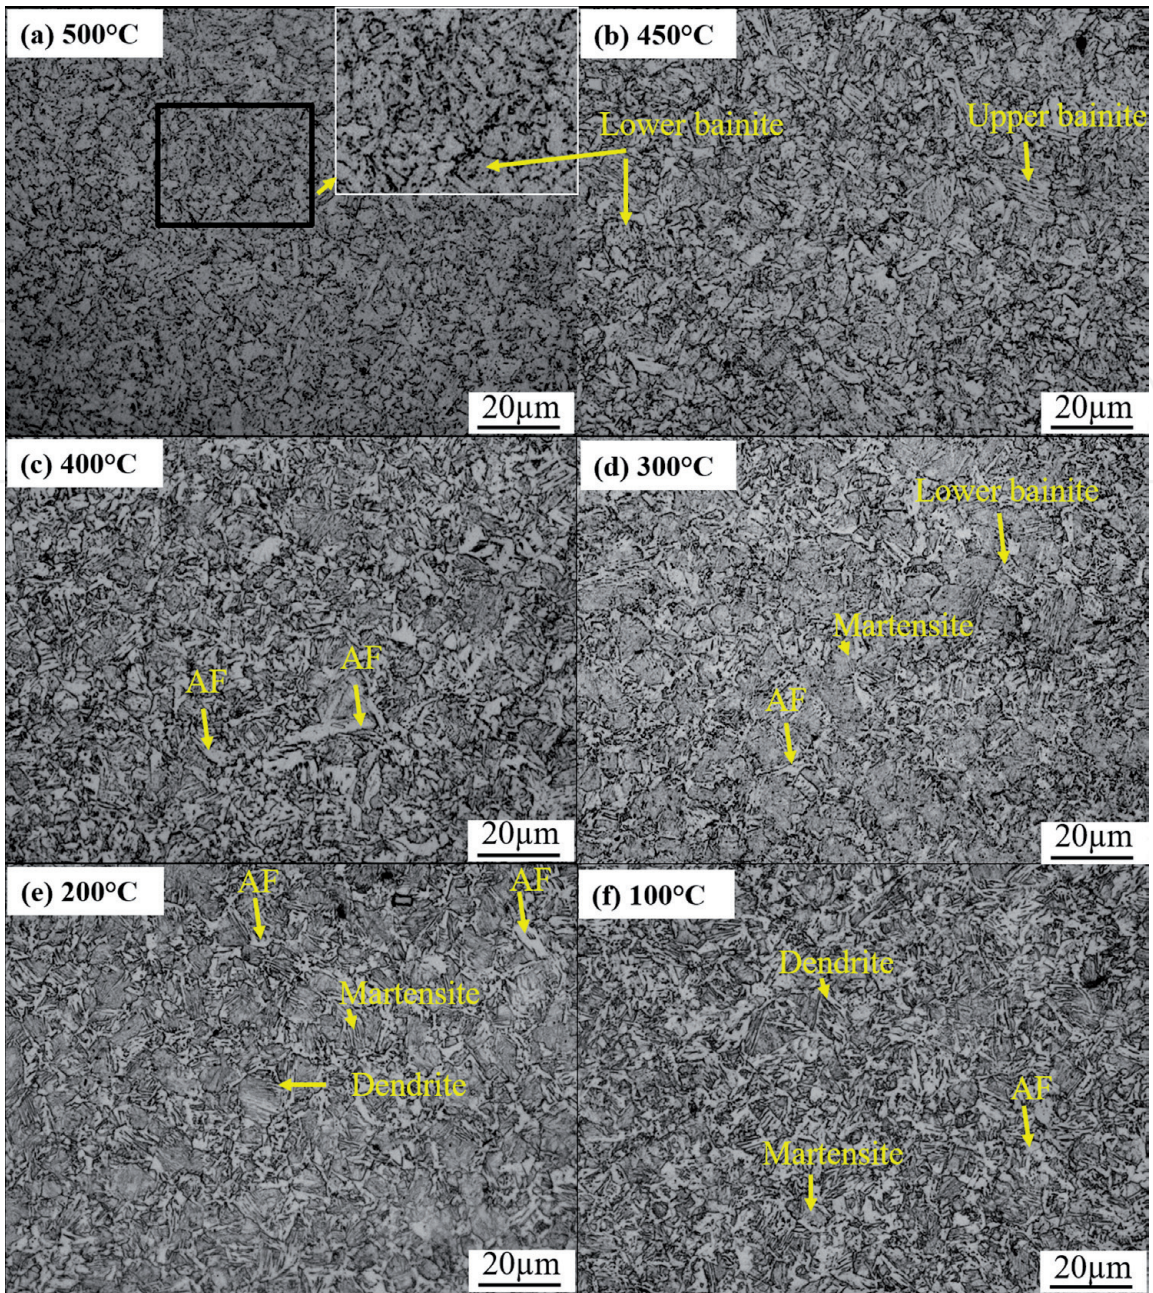 (a) 500°C
(b) 450°C
Lower bainite
Upper bainite
20μm
20μm
(c) 400°C
(d) 300°C
Lower bainite
Martensite
AF
AF
AF
20μm
20μm
(e) 200°C
AF
AF
(f) 100°C
Dendrite
Martensite
Dendrite
AF
Martensite
20μm
20μm